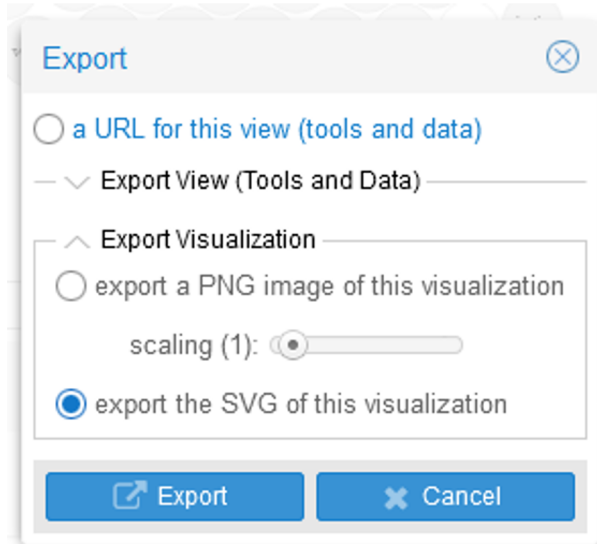 Export
a URL for this view (tools and data)
Export View (Tools and Data)
Export Visualization
export a PNG image of this visualization
scaling (1):
export the SVG of this visualization
Export
Cancel